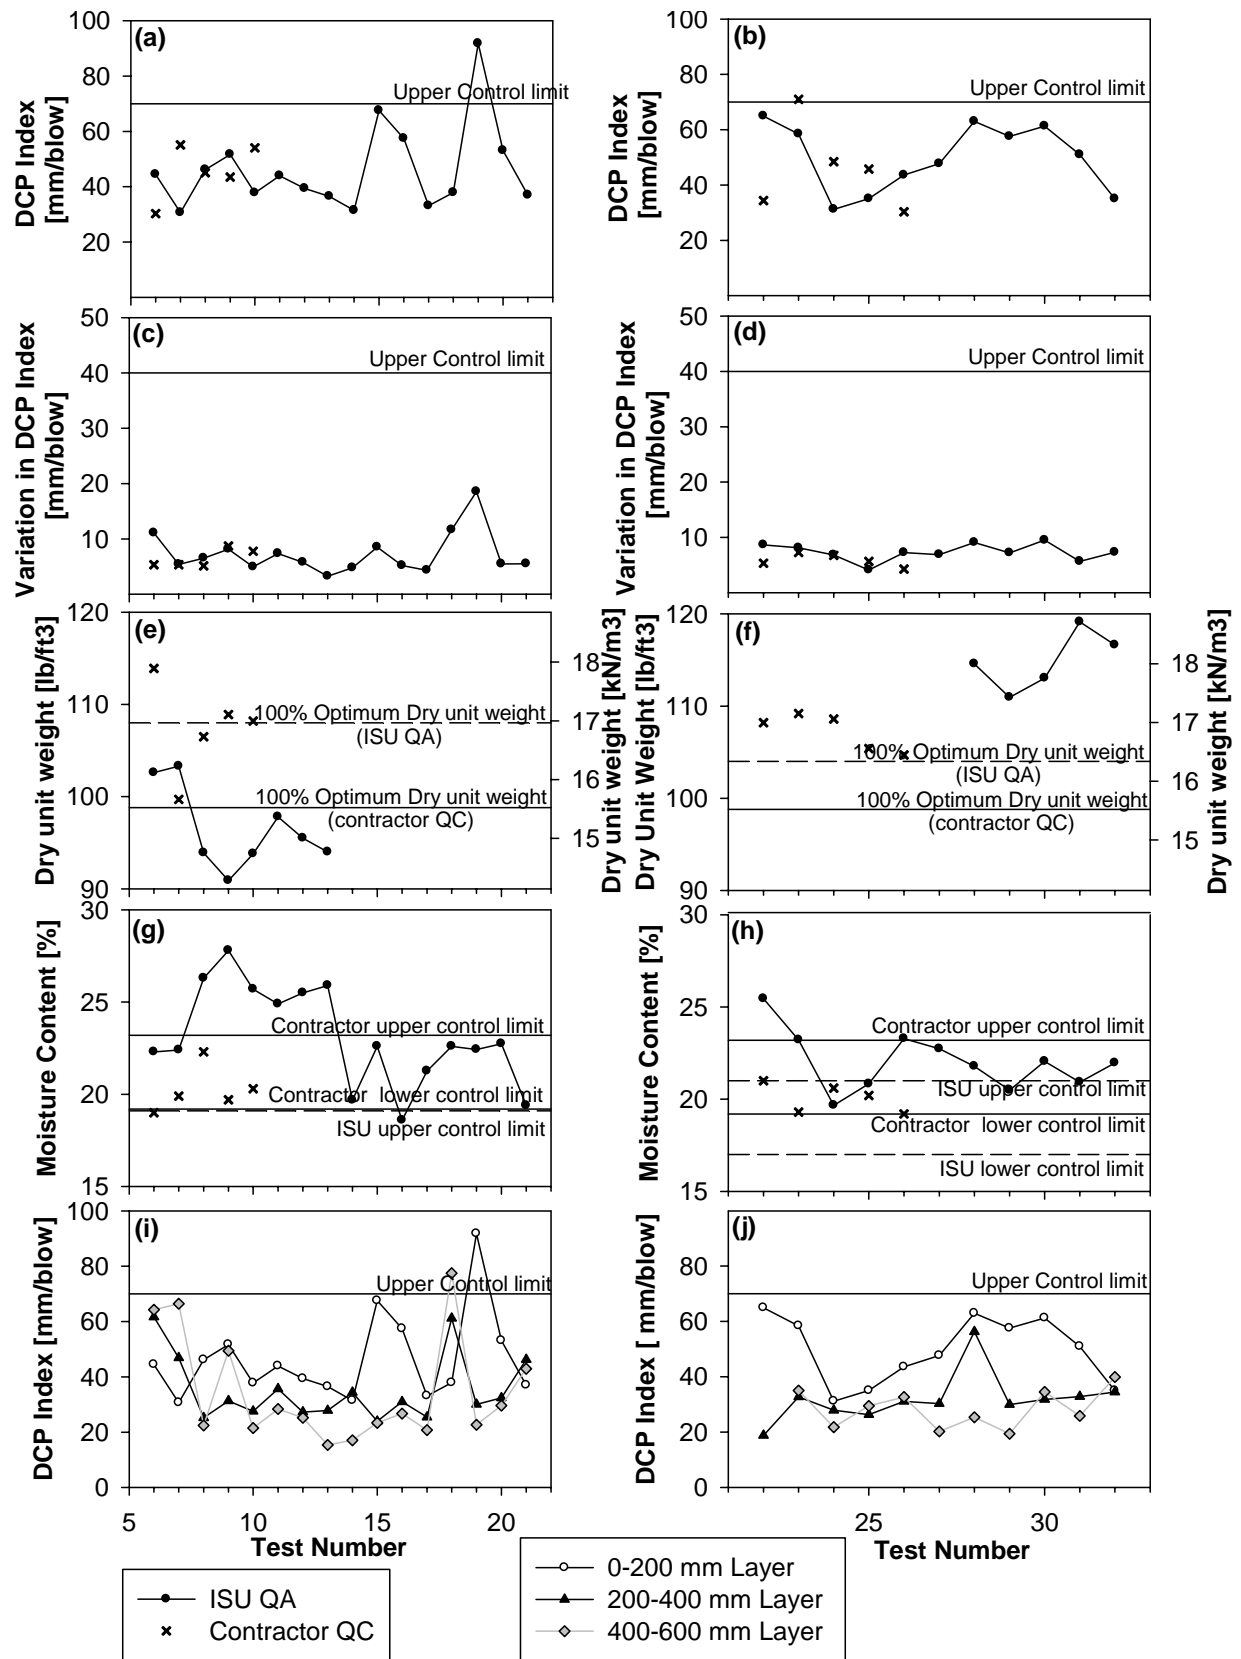 (a)
100
80
60
40
20
DCP Index
[mm/blow]
Upper Control limit
(b)
100
80
60
40
20
DCP Index
[mm/blow]
Upper Control limit
(c)
50
40
30
20
10
Variation in DCP Index
[mm/blow]
Upper Control limit
(d)
50
40
30
20
10
Variation in DCP Index
[mm/blow]
Upper Control limit
(e)
120
110
100
90
Dry unit weight [lb/ft3]
100% Optimum Dry unit weight
(ISU QA)
100% Optimum Dry unit weight
(contractor QC)
18
17
16
15
Dry unit weight [kN/m3]
(f)
120
110
100
90
Dry Unit Weight [lb/ft3]
100% Optimum Dry unit weight
(ISU QA)
100% Optimum Dry unit weight
(contractor QC)
18
17
16
15
Dry unit weight [kN/m3]
(g)
30
25
20
15
Moisture Content [%]
Contractor upper control limit
Contractor lower control limit
ISU upper control limit
(h)
30
25
20
15
Moisture Content [%]
Contractor upper control limit
ISU upper control limit
Contractor lower control limit
ISU lower control limit
(i)
100
80
60
40
20
0
DCP Index [mm/blow]
Upper Control limit
5 10 15 20
Test Number
(j)
100
80
60
40
20
0
DCP Index [ mm/blow]
Upper Control limit
25 30
Test Number
ISU QA
Contractor QC
0-200 mm Layer
200-400 mm Layer
400-600 mm Layer